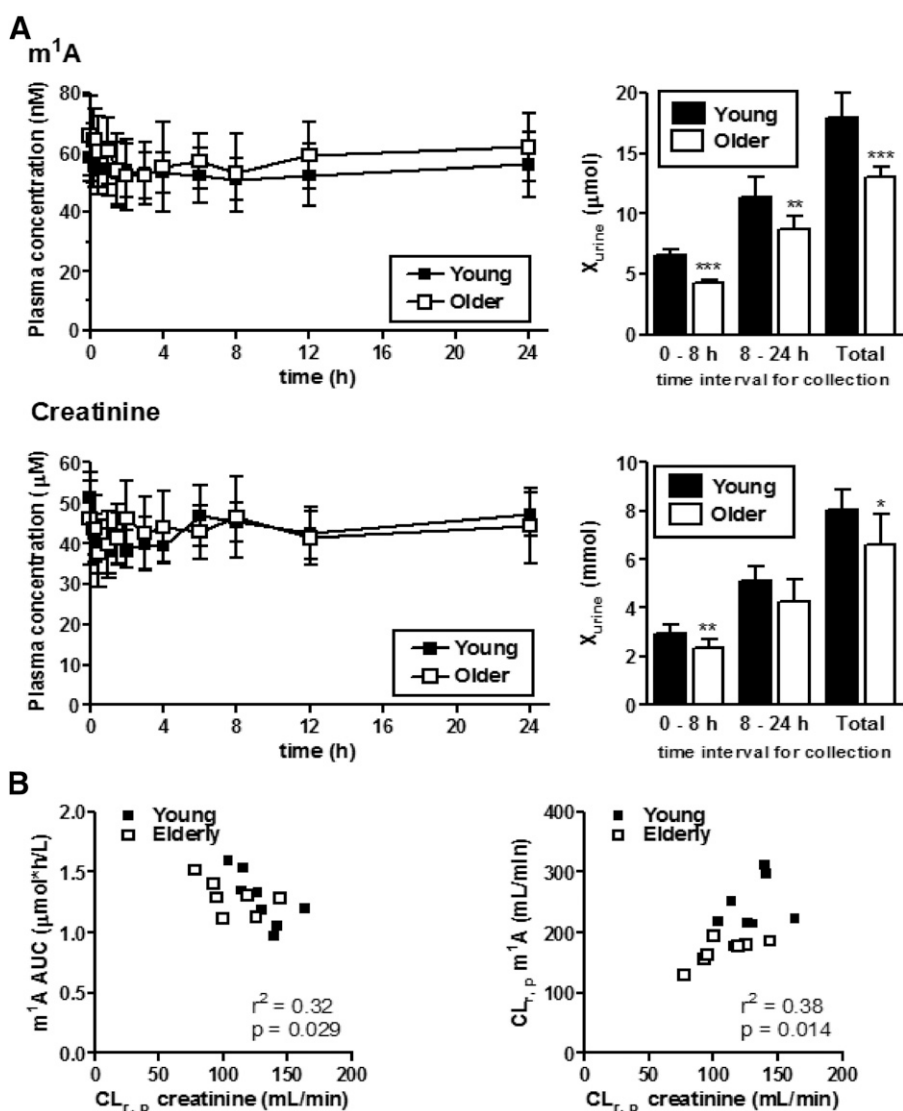 A
m¹A
Plasma concentration (nM)
80
60
40
20
0
0 4 8 12 16 20 24
time (h)
Young
Older
X_urine (μmol)
20
15
10
5
0
Young
Older
***
**
***
0 - 8 h 8 - 24 h Total
time interval for collection
Creatinine
Plasma concentration (μM)
60
50
40
30
20
10
0
0 4 8 12 16 20 24
time (h)
Young
Older
X_urine (mmol)
10
8
6
4
2
0
Young
Older
**
*
0 - 8 h 8 - 24 h Total
time interval for collection
B
m¹A AUC (μmol*h/L)
2.0
1.5
1.0
0.5
0.0
Young
Elderly
r² = 0.32
p = 0.029
0 50 100 150 200
CL_r, p creatinine (mL/min)
CL_r, p m¹A (mL/min)
400
300
200
100
0
Young
Elderly
r² = 0.38
p = 0.014
0 50 100 150 200
CL_r, p creatinine (mL/min)